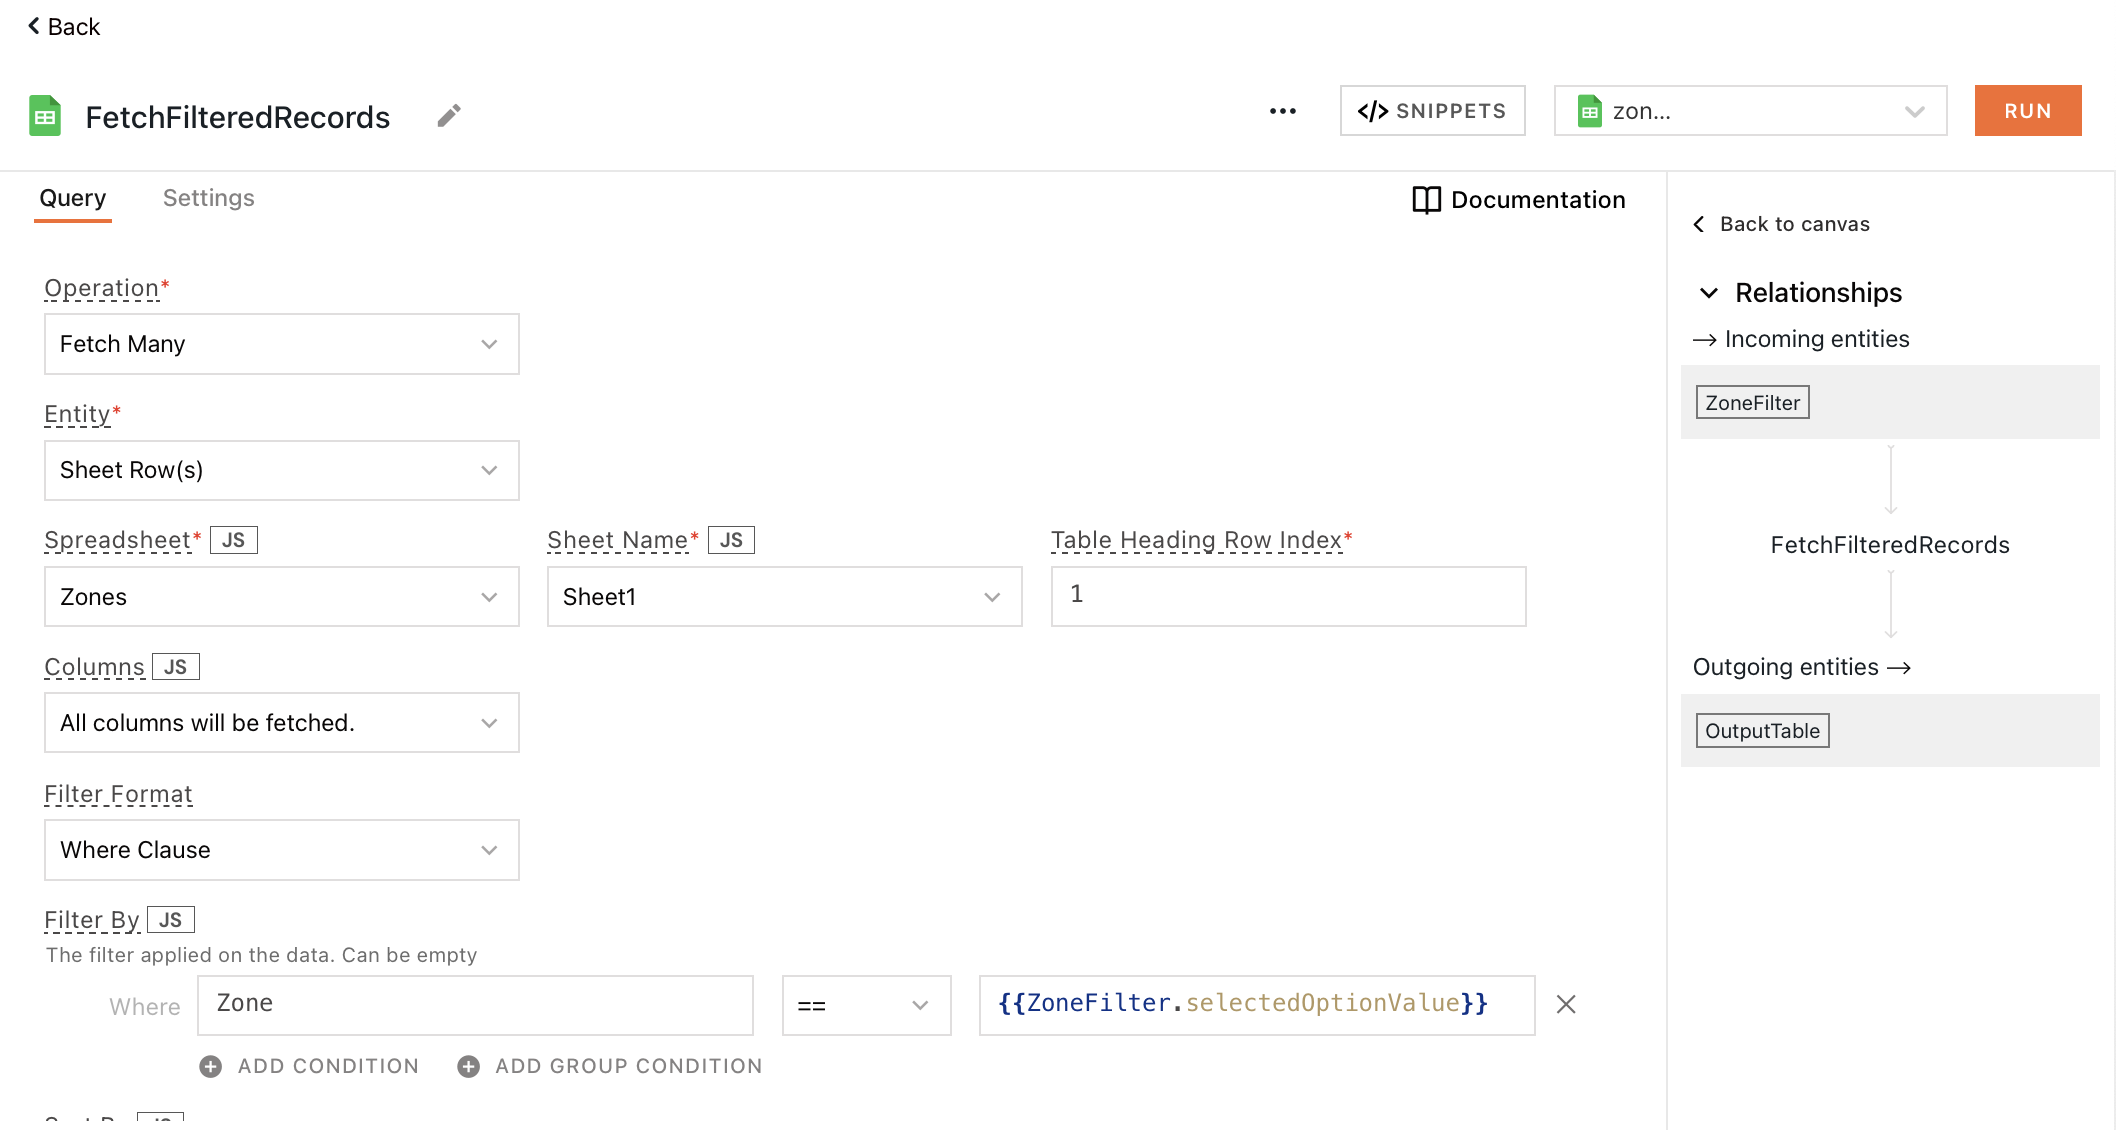 Back
FetchFilteredRecords
</> SNIPPETS
zon...
RUN
Query Settings
Documentation
Operation*
Fetch Many
Entity*
Sheet Row(s)
Spreadsheet* JS Sheet Name* JS Table Heading Row Index*
Zones Sheet1 1
Columns JS
All columns will be fetched.
Filter Format
Where Clause
Filter By JS
The filter applied on the data. Can be empty
Where Zone == {{ZoneFilter.selectedOptionValue}}
ADD CONDITION ADD GROUP CONDITION
Back to canvas
Relationships
Incoming entities
ZoneFilter
FetchFilteredRecords
Outgoing entities
OutputTable